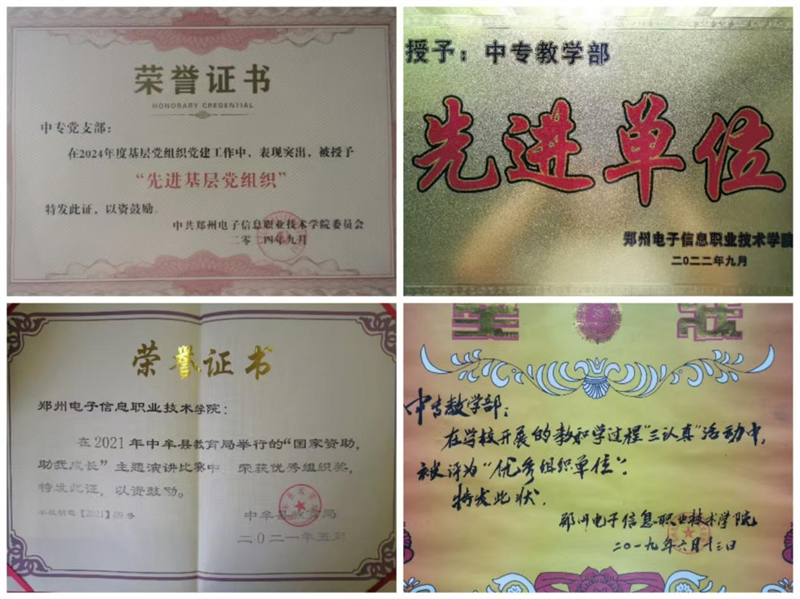 荣誉证书
HONORARY CREDENTIAL
中专党支部：
在2024年度基层党组织党建工作中，表现突出，被授予
“先进基层党组织”
特发此证，以资鼓励。
中共郑州电子信息职业技术学院委员会
二零二四年九月
授予：中专教学部
先进单位
郑州电子信息职业技术学院
二〇二二年九月
荣誉证书
郑州电子信息职业技术学院：
在2021年中牟县教育局举行的“国家资助，
助我成长”主题演讲比赛中 荣获优秀组织奖，
特发此证，以资鼓励。
【2021】09号
中牟县教育局
二〇二一年五月
中专教学部：
在学校开展的教和学过程“三认真”活动中，
被评为“优秀组织单位”。
特发此状.
郑州电子信息职业技术学院
二〇一九年六月十三日